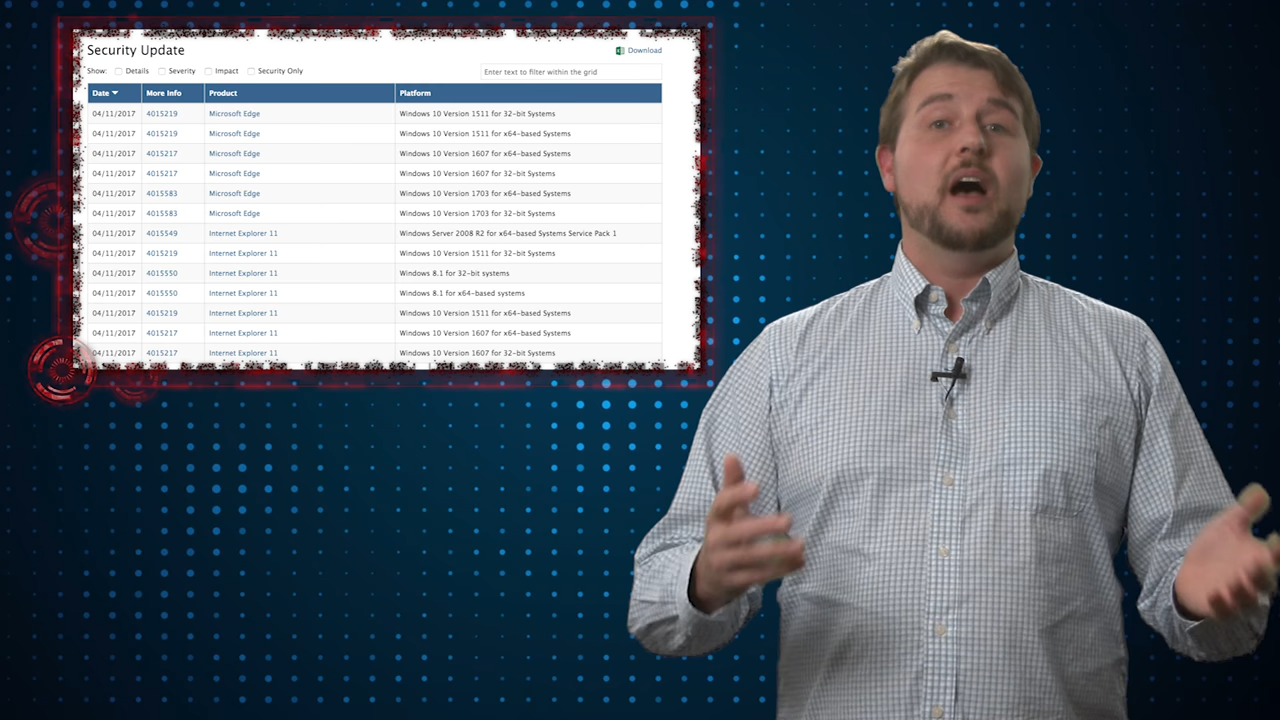 Security Update
Download
Show: Details Severity Impact Security Only
Enter text to filter within the grid
Date More Info Product Platform
04/11/2017 4015219 Microsoft Edge Windows 10 Version 1511 for 32-bit Systems
04/11/2017 4015219 Microsoft Edge Windows 10 Version 1511 for x64-based Systems
04/11/2017 4015217 Microsoft Edge Windows 10 Version 1607 for x64-based Systems
04/11/2017 4015217 Microsoft Edge Windows 10 Version 1607 for 32-bit Systems
04/11/2017 4015583 Microsoft Edge Windows 10 Version 1703 for x64-based Systems
04/11/2017 4015583 Microsoft Edge Windows 10 Version 1703 for 32-bit Systems
04/11/2017 4015549 Internet Explorer 11 Windows Server 2008 R2 for x64-based Systems Service Pack 1
04/11/2017 4015219 Internet Explorer 11 Windows 10 Version 1511 for 32-bit Systems
04/11/2017 4015550 Internet Explorer 11 Windows 8.1 for 32-bit systems
04/11/2017 4015550 Internet Explorer 11 Windows 8.1 for x64-based systems
04/11/2017 4015219 Internet Explorer 11 Windows 10 Version 1511 for x64-based Systems
04/11/2017 4015217 Internet Explorer 11 Windows 10 Version 1607 for x64-based Systems
04/11/2017 4015217 Internet Explorer 11 Windows 10 Version 1607 for 32-bit Systems